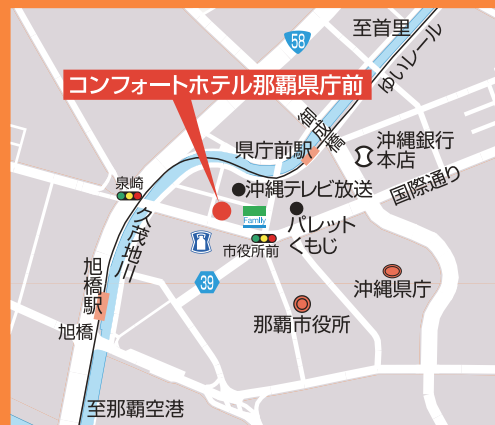 至首里
58
ゆいレール
コンフォートホテル那覇県庁前
御成橋
県庁前駅
沖縄銀行
本店
泉崎
沖縄テレビ放送
国際通り
Family
パレット
くもじ
久茂地川
市役所前
旭橋駅
39
沖縄県庁
那覇市役所
旭橋
至那覇空港